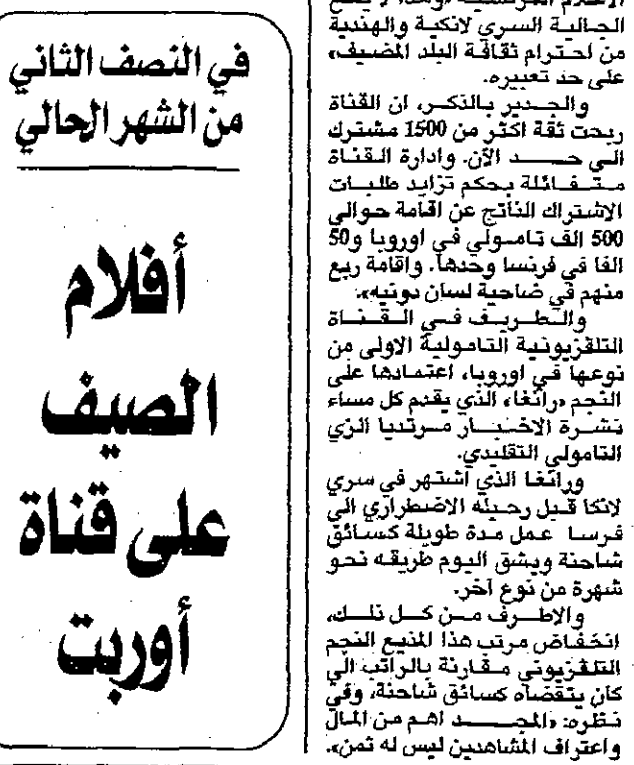 الجالية السري لانكية والهندية
من احترام ثقافة البلد المضيف»
على حد تعبيره.
والجدير بالذكر، ان القناة
ربحت ثقة اكثر من 1500 مشترك
الى حد الآن. وادارة القناة
متفائلة بحكم تزايد طلبات
الاشتراك الناتج عن اقامة حوالي
500 الف تامولي في اوروبا و50
الفا في فرنسا وحدها. واقامة ربع
منهم في ضاحية لسان دونيه».
والطريف في القناة
التلفزيونية التامولية الاولى من
نوعها في اوروبا، اعتمادها على
النجم «رانغا» الذي يقدم كل مساء
نشرة الاخبار مرتديا الزي
التامولي التقليدي.
ورانغا الذي اشتهر في سري
لانكا قبل رحيله الاضطراري الى
فرسا عمل مدة طويلة كسائق
شاحنة ويشق اليوم طريقه نحو
شهرة من نوع آخر.
والاطرف من كل ذلك،
انخفاض مرتب هذا المذيع النجم
التلفزيوني مقارنة بالراتب الي
كان يتقضاه كسائق شاحنة، وفي
نظره: «المجد اهم من المال
واعتراف المشاهدين ليس له ثمن».
في النصف الثاني
من الشهر الحالي
أفلام
الصيف
على قناة
أوربت